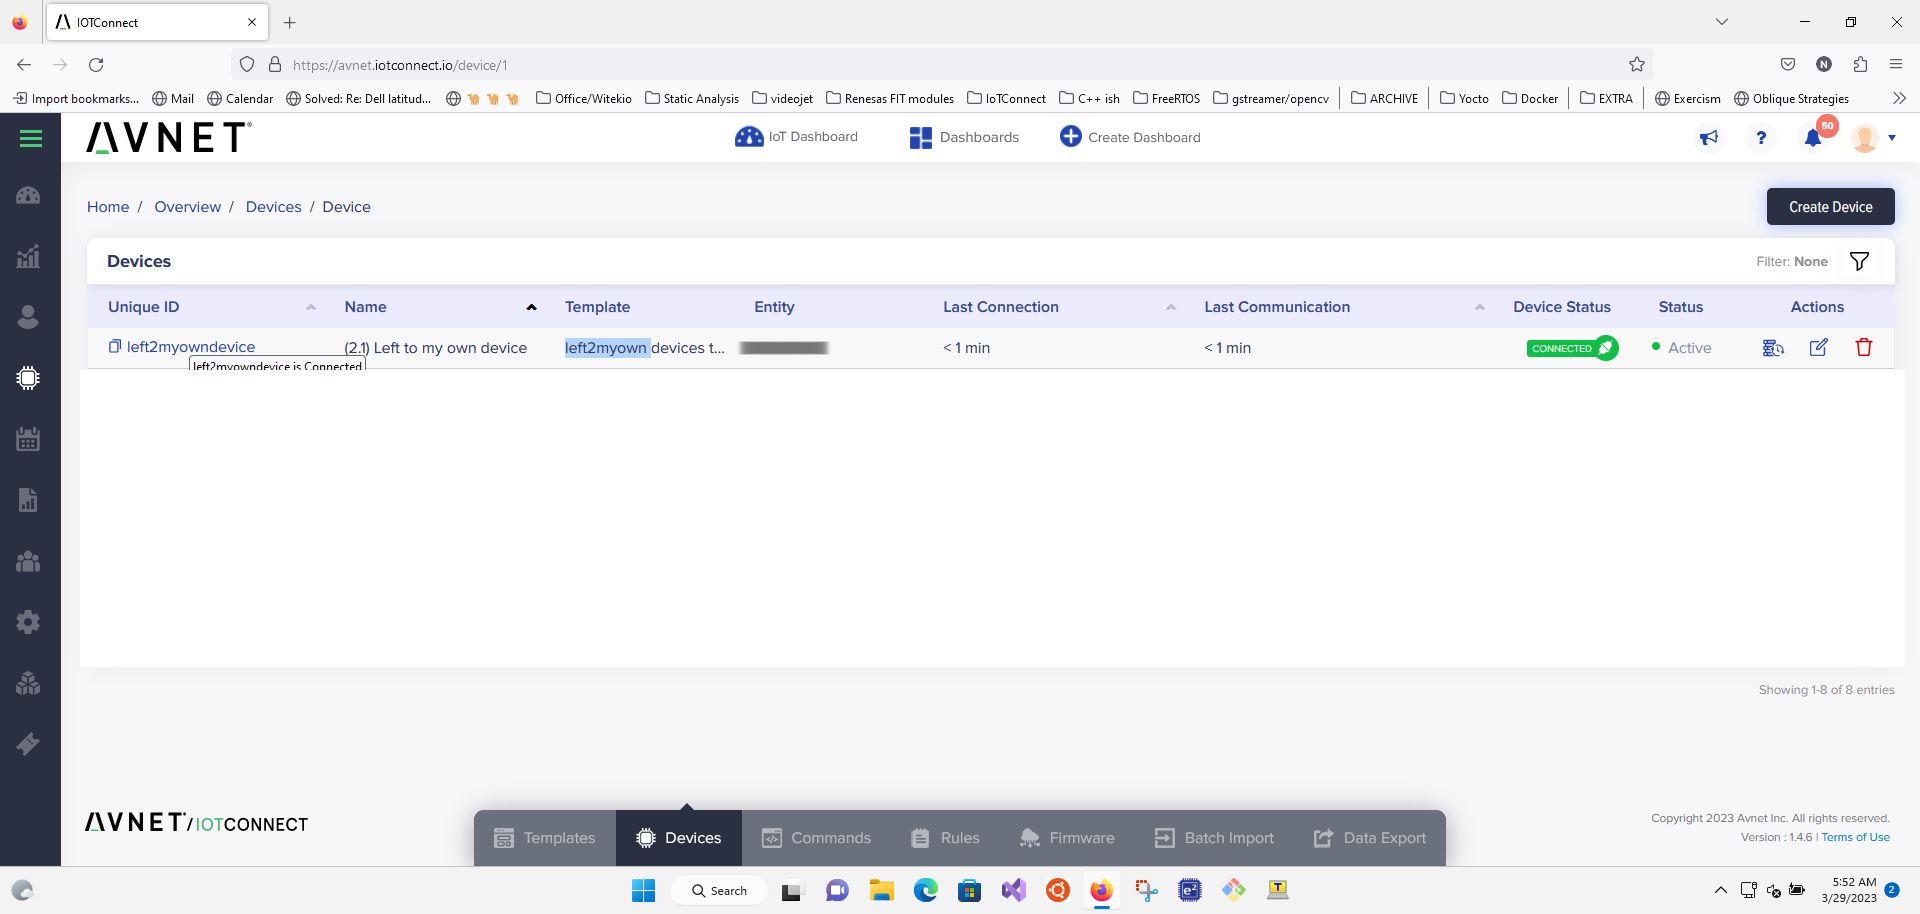 IOTConnect
https://avnet.iotconnect.io/device/1
Import bookmarks... Mail Calendar Solved: Re: Dell latitud... Office/Witekio Static Analysis videojet Renesas FIT modules IoTConnect C++ ish FreeRTOS gstreamer/opencv ARCHIVE Yocto Docker EXTRA Exercism Oblique Strategies
N
AVNET®
IoT Dashboard Dashboards Create Dashboard
? 50
Home / Overview / Devices / Device
Create Device
Devices
Filter: None
Unique ID Name Template Entity Last Connection Last Communication Device Status Status Actions
left2myowndevice (2.1) Left to my own device left2myown devices t... < 1 min < 1 min CONNECTED Active
left2myowndevice is Connected
Showing 1-8 of 8 entries
AVNET®/IOTCONNECT
Templates Devices Commands Rules Firmware Batch Import Data Export
Copyright 2023 Avnet Inc. All rights reserved.
Version : 1.4.6 | Terms of Use
Search
e²
T
5:52 AM
3/29/2023
2